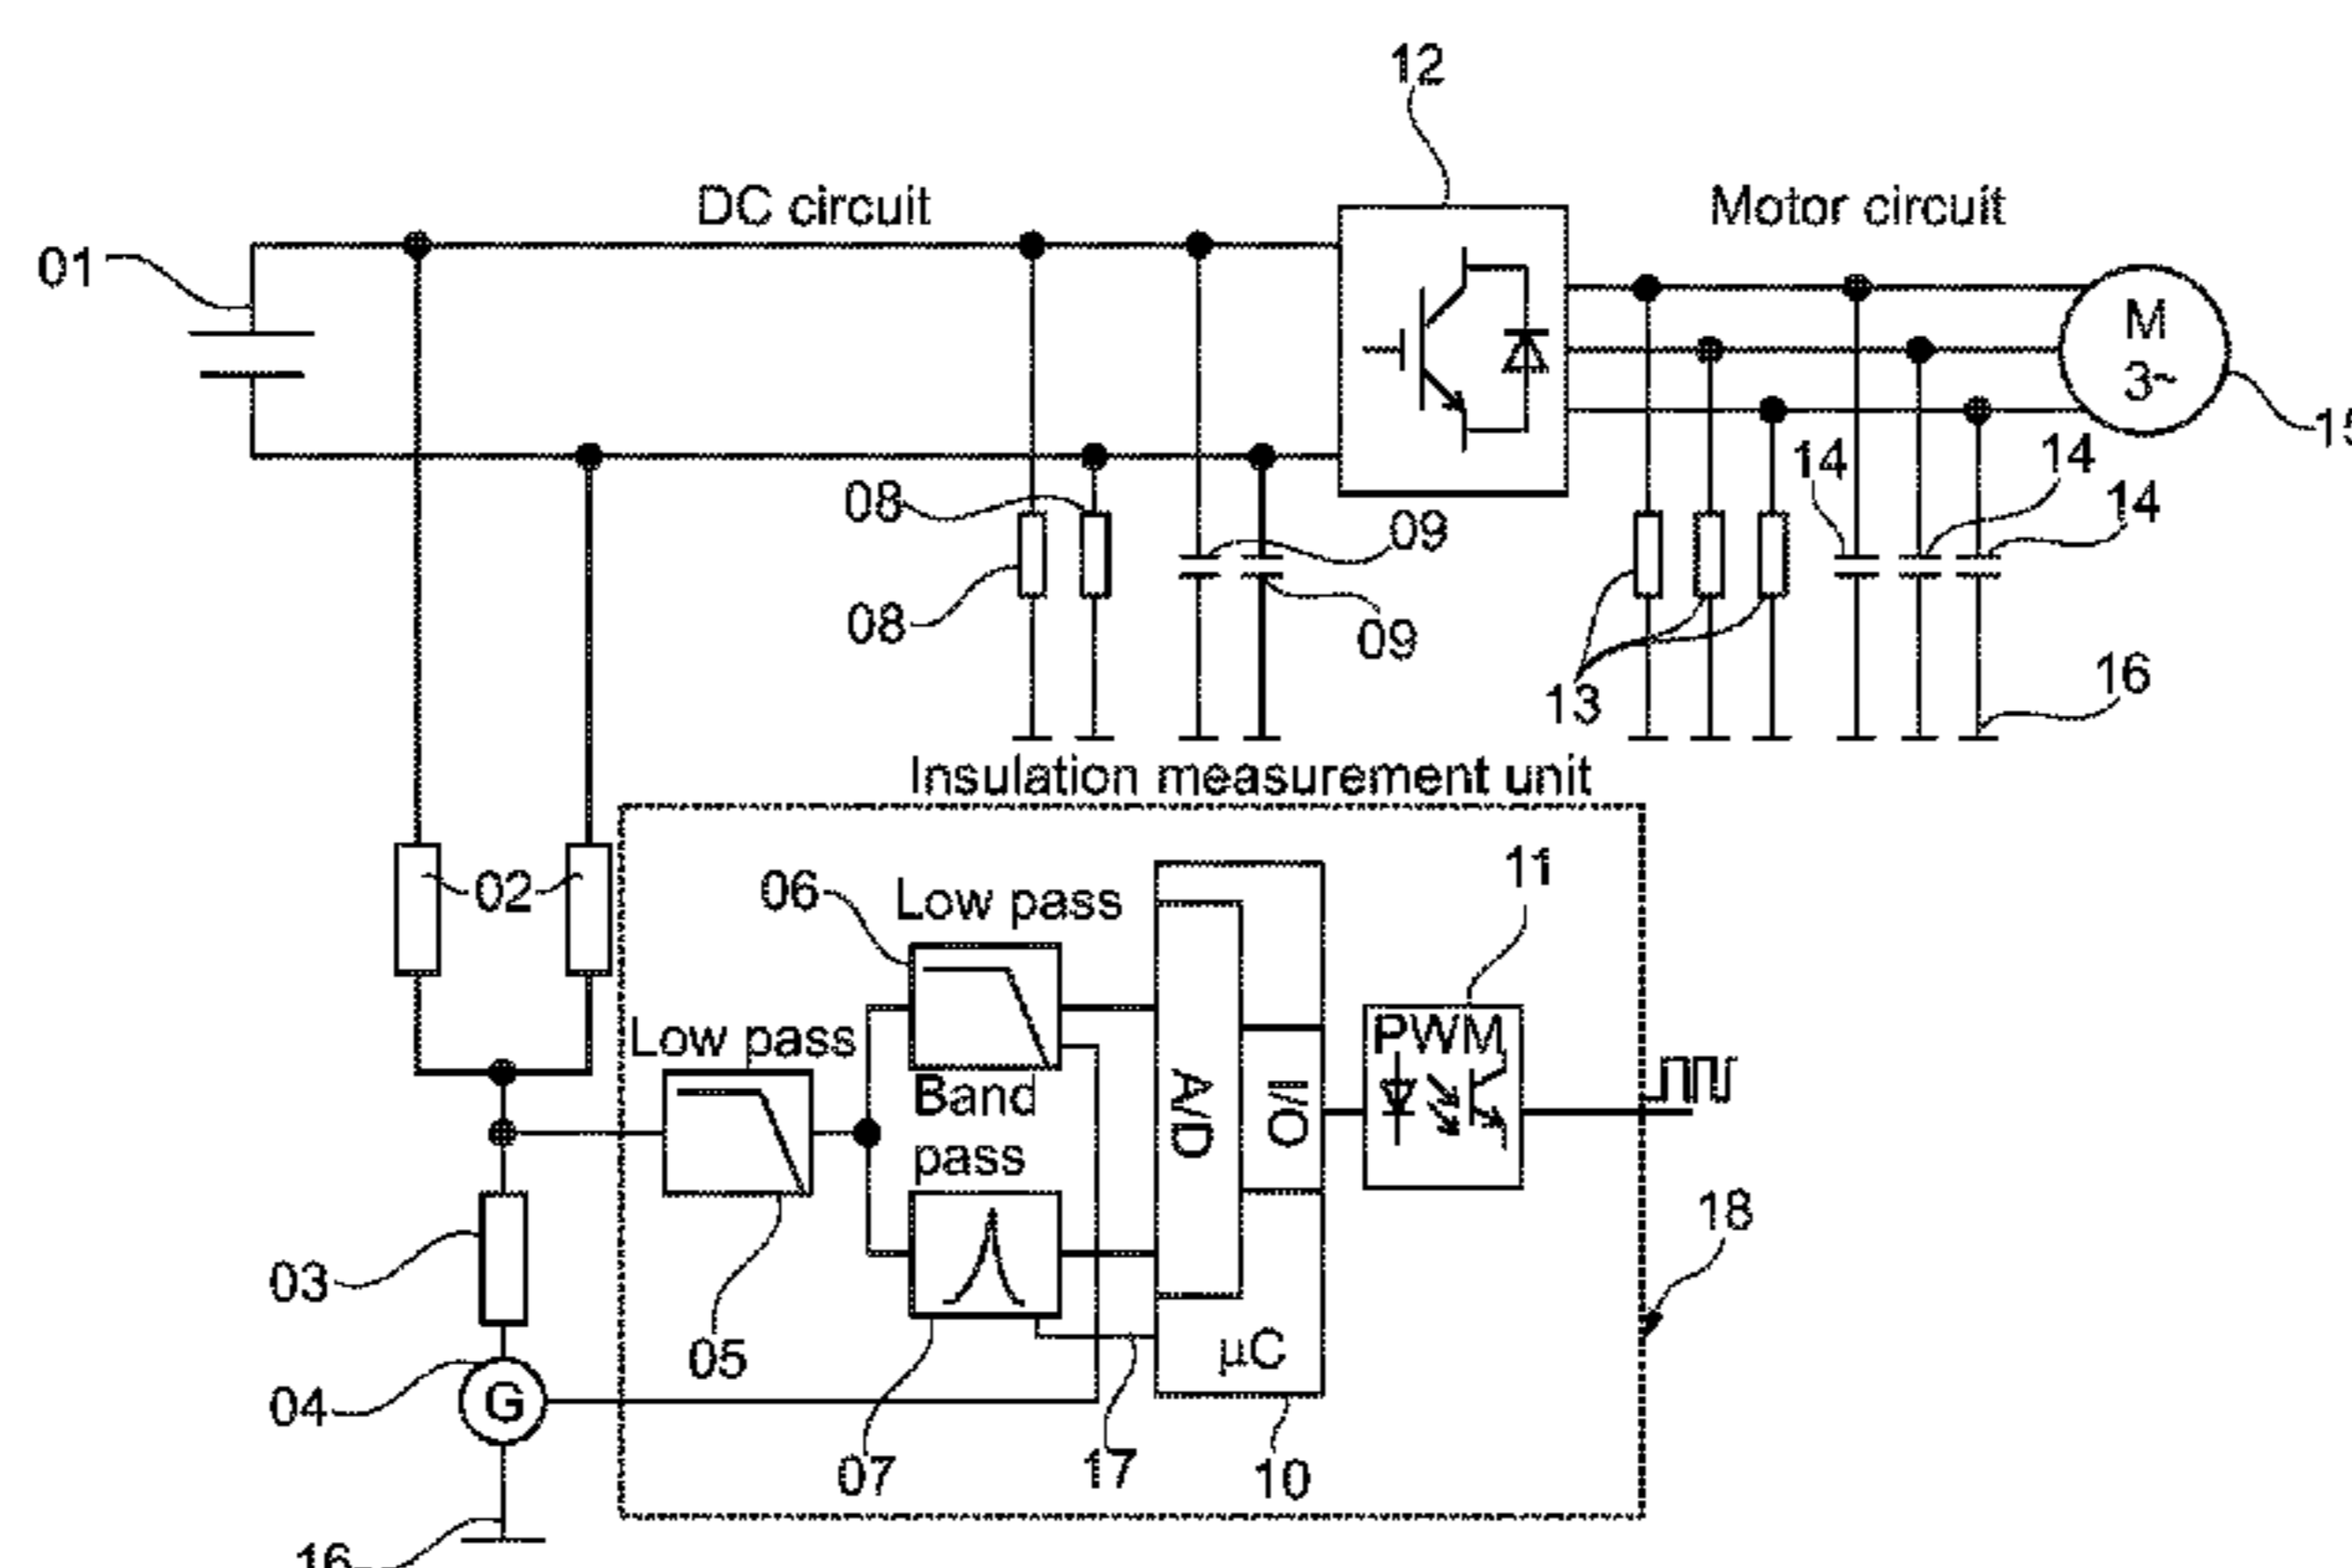 12
DC circuit
Motor circuit
01
M
3~
15
14
14
14
08
09
08
09
13
16
Insulation measurement unit
02
06
Low pass
11
Low pass
PWM
Band
pass
A/D
I/O
18
03
05
µC
04
G
07
17
10
16